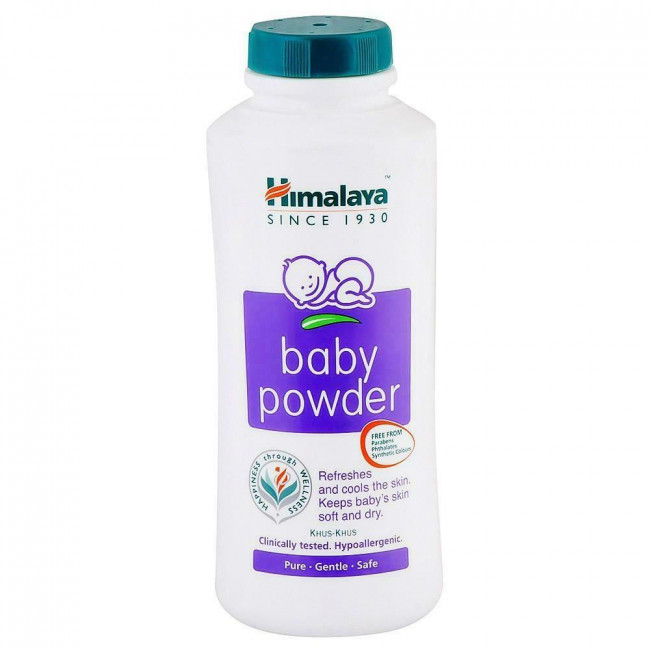 Himalaya™
SINCE 1930
baby
powder
FREE FROM
Parabens
Phthalates
Synthetic Colours
HAPPINESS through WELLNESS
Refreshes
and cools the skin.
Keeps baby's skin
soft and dry.
KHUS-KHUS
Clinically tested. Hypoallergenic.
Pure · Gentle · Safe